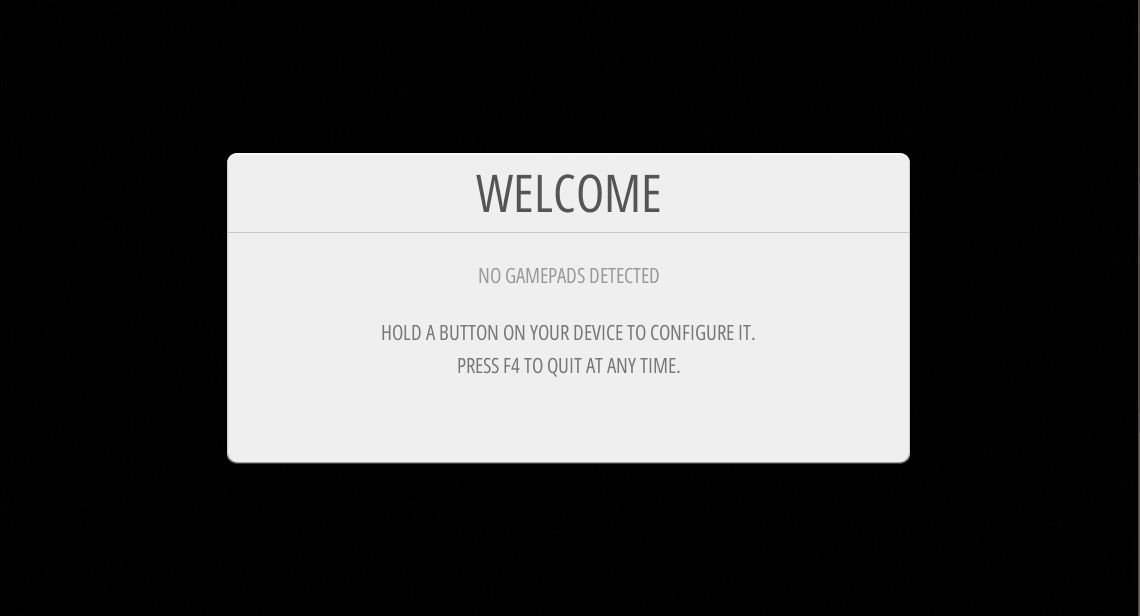 WELCOME
NO GAMEPADS DETECTED
HOLD A BUTTON ON YOUR DEVICE TO CONFIGURE IT.
PRESS F4 TO QUIT AT ANY TIME.